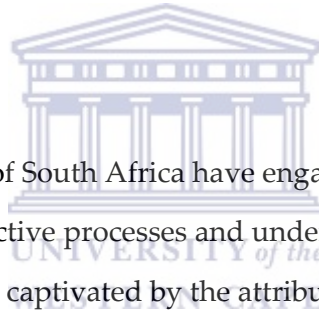 of South Africa have enga
ctive processes and unde
UNIVERSITY of the
captivated by the attribu
WESTERN CAPE